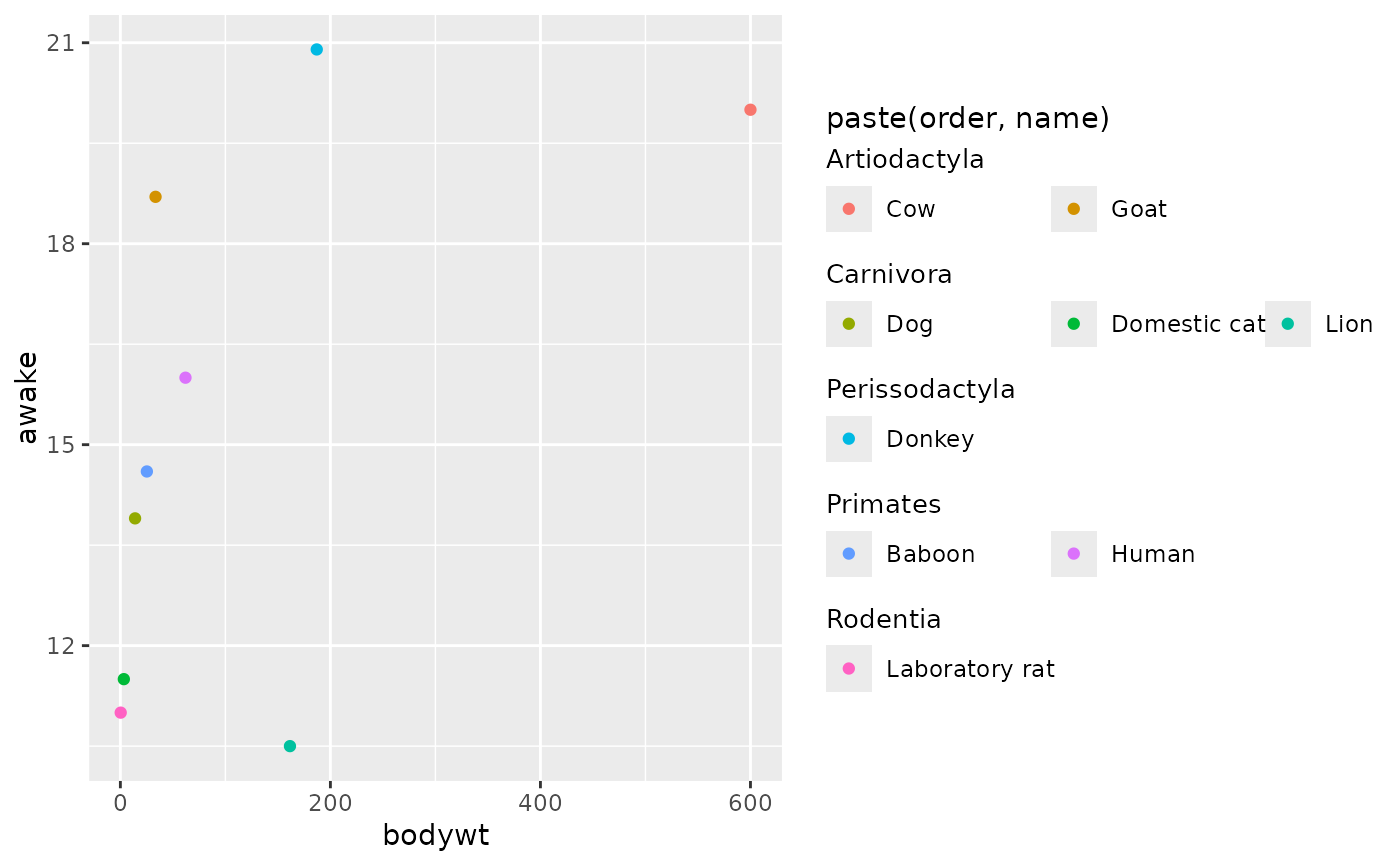 21
18
15
12
awake
0 200 400 600
bodywt
paste(order, name)
Artiodactyla
Cow Goat
Carnivora
Dog Domestic cat Lion
Perissodactyla
Donkey
Primates
Baboon Human
Rodentia
Laboratory rat